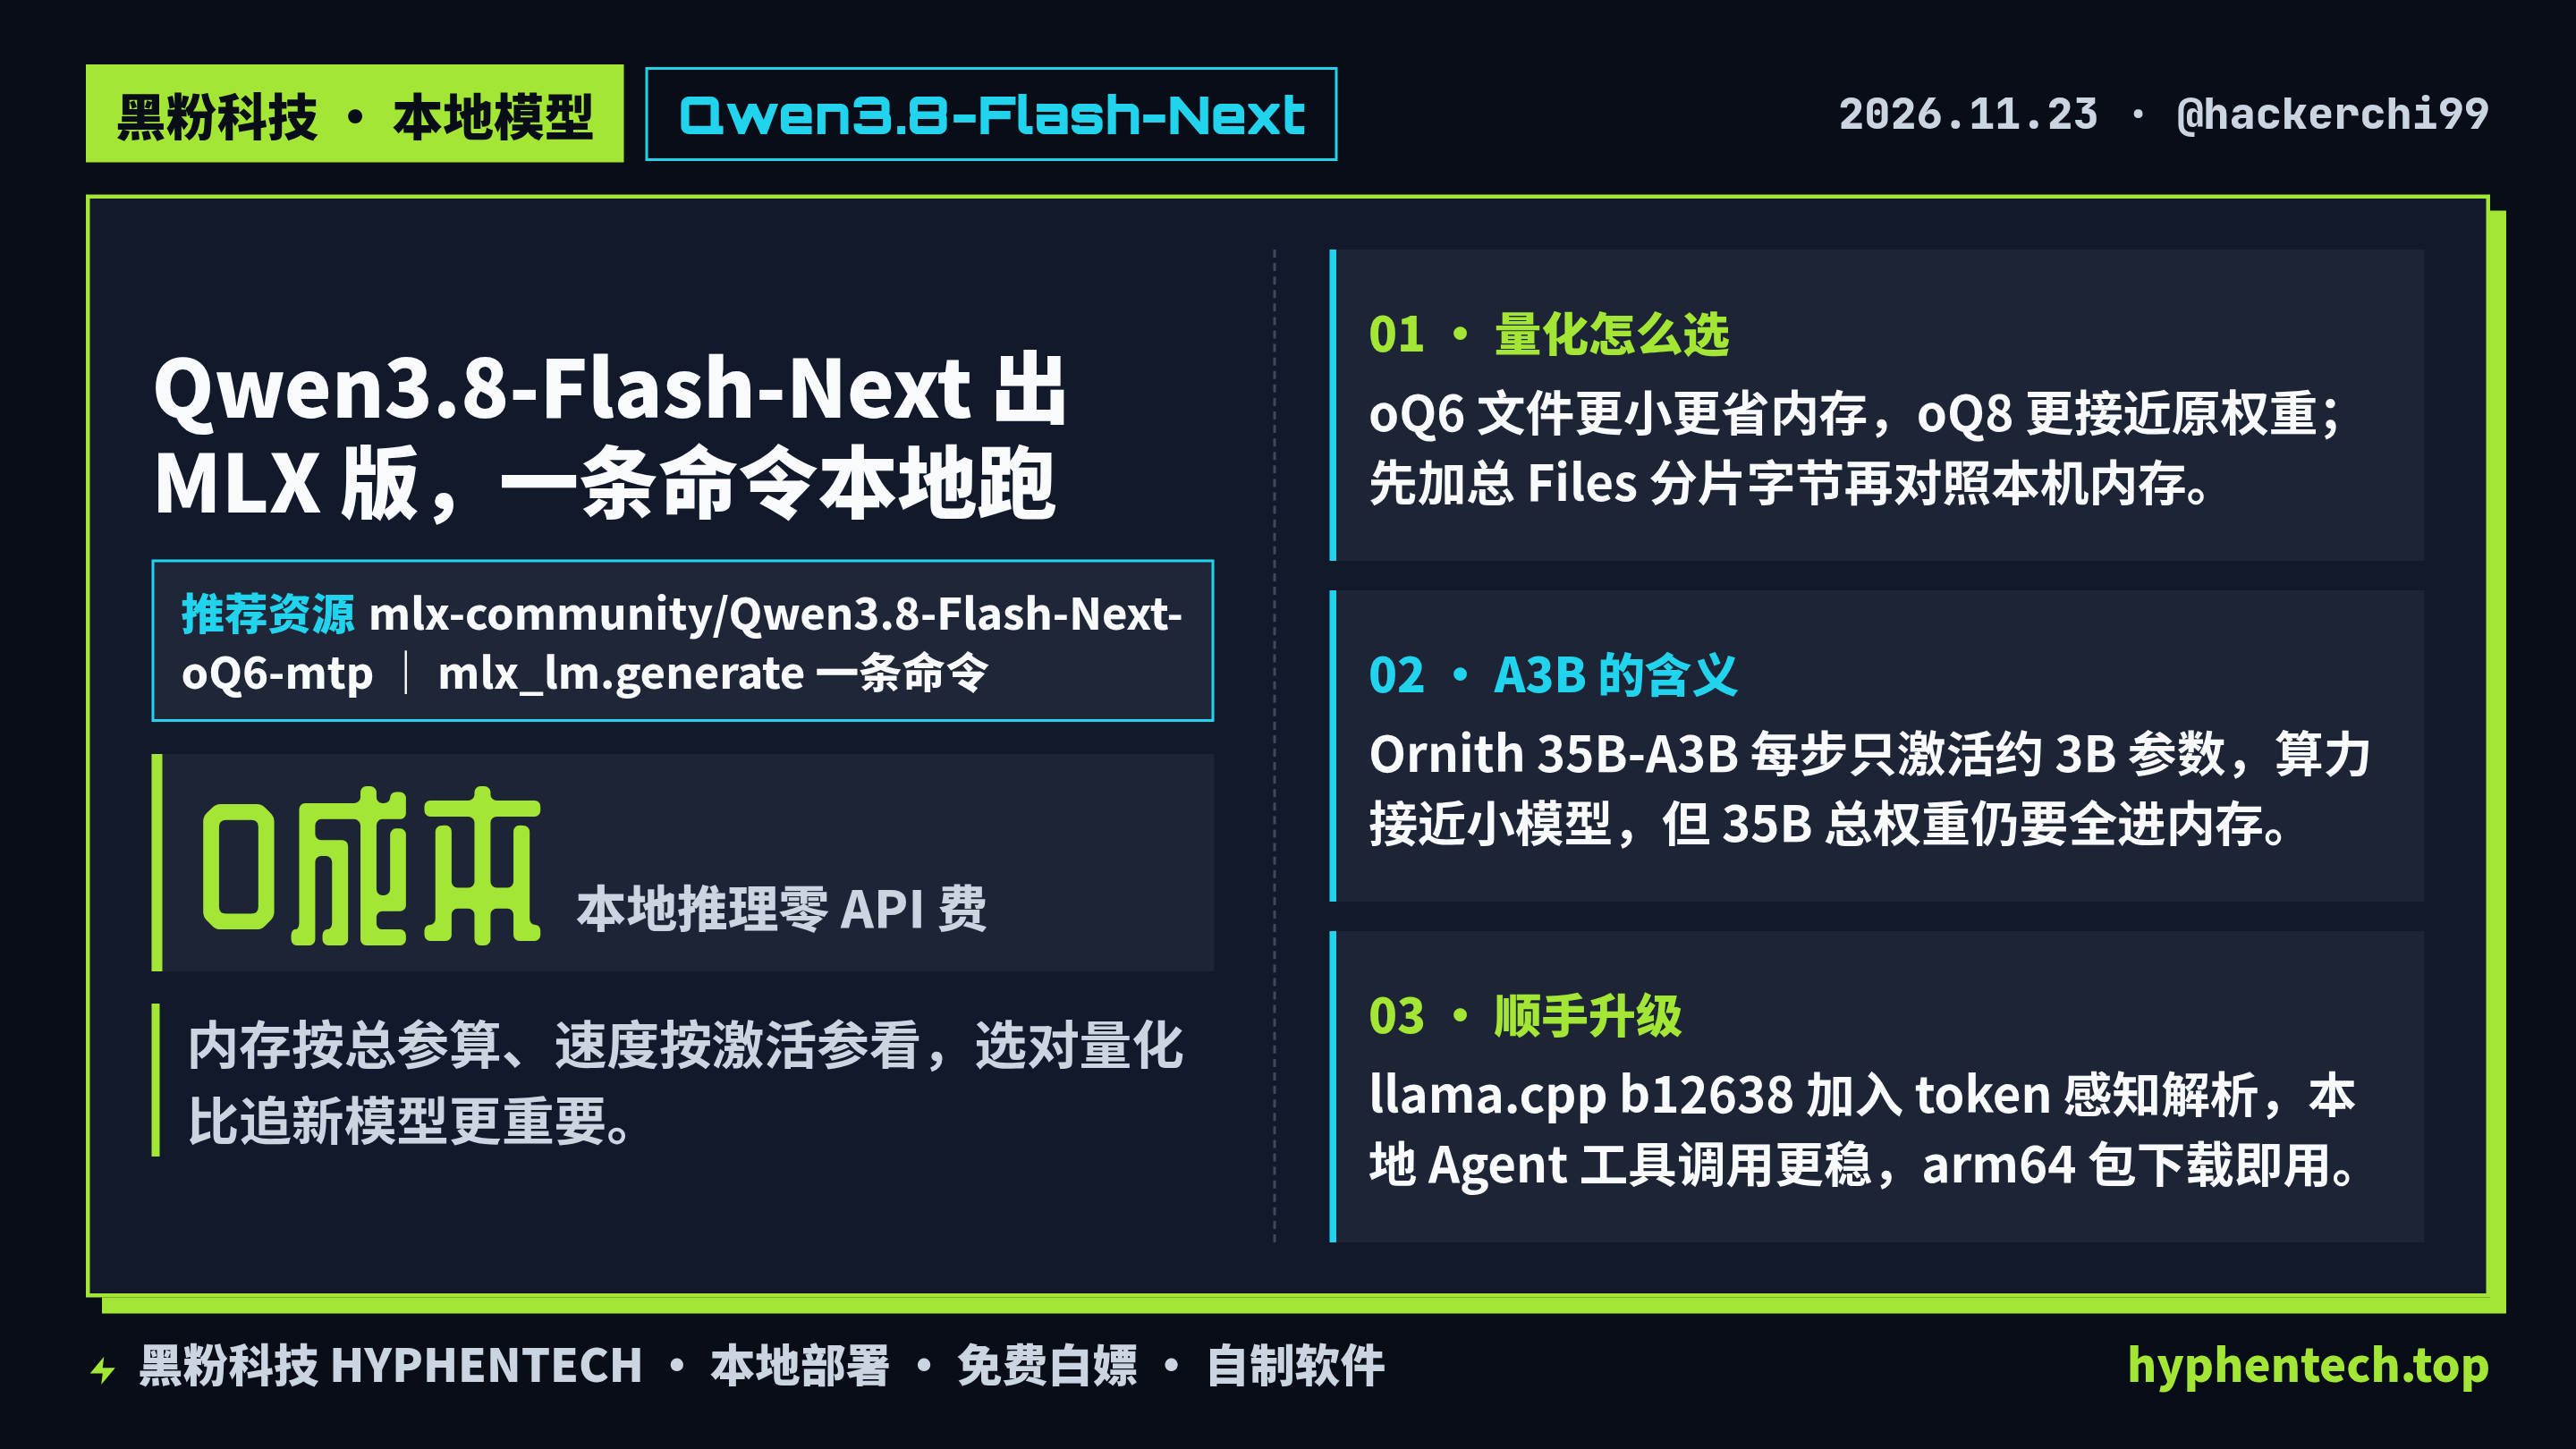 黑粉科技 · 本地模型
Qwen3.8-Flash-Next
2026.11.23 · @hackerchi99
Qwen3.8-Flash-Next 出
MLX 版，一条命令本地跑
推荐资源 mlx-community/Qwen3.8-Flash-Next-
oQ6-mtp ｜ mlx_lm.generate 一条命令
0成本 本地推理零 API 费
内存按总参算、速度按激活参看，选对量化
比追新模型更重要。
01 · 量化怎么选
oQ6 文件更小更省内存，oQ8 更接近原权重；
先加总 Files 分片字节再对照本机内存。
02 · A3B 的含义
Ornith 35B-A3B 每步只激活约 3B 参数，算力
接近小模型，但 35B 总权重仍要全进内存。
03 · 顺手升级
llama.cpp b12638 加入 token 感知解析，本
地 Agent 工具调用更稳，arm64 包下载即用。
黑粉科技 HYPHENTECH · 本地部署 · 免费白嫖 · 自制软件
hyphentech.top